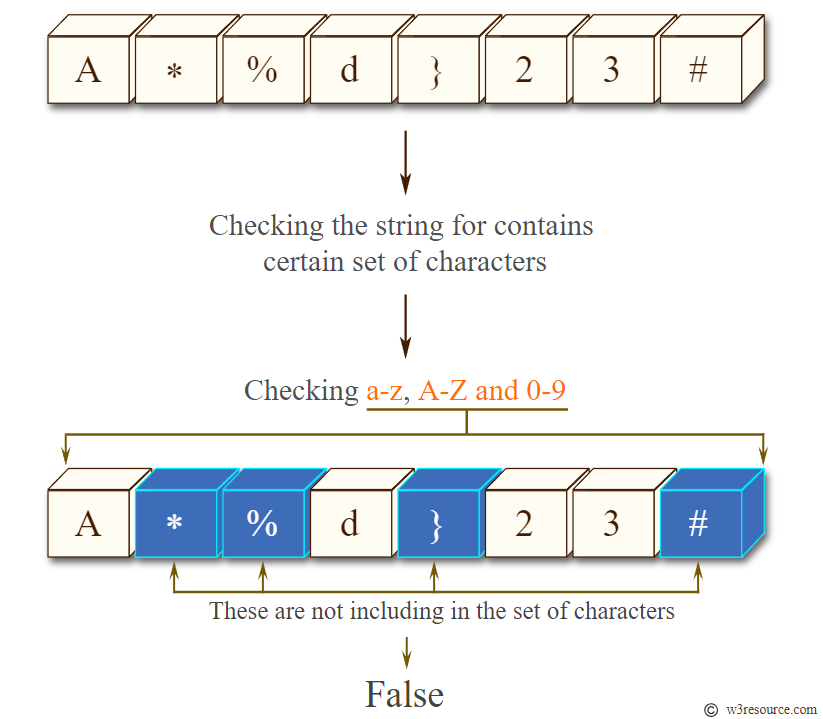 A * % d } 2 3 #
Checking the string for contains
certain set of characters
Checking a-z, A-Z and 0-9
A * % d } 2 3 #
These are not including in the set of characters
False
© w3resource.com